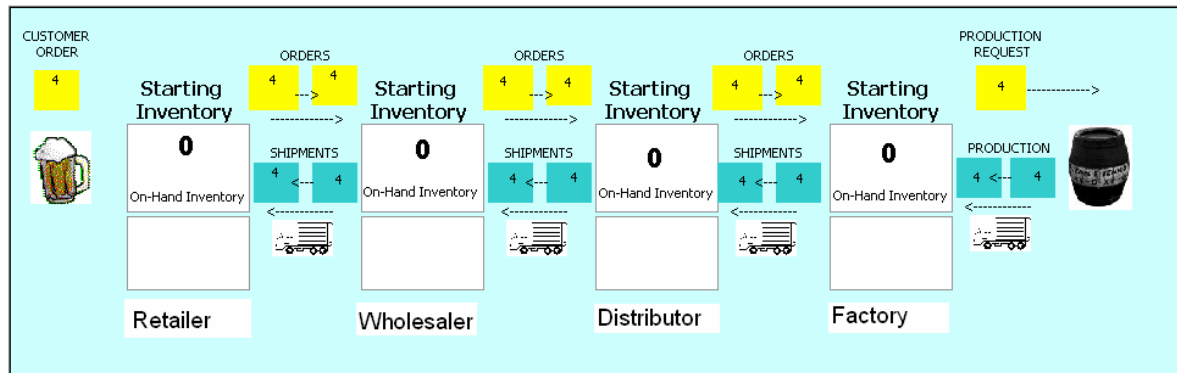 CUSTOMER
ORDER
4
Starting
Inventory
0
On-Hand Inventory
Retailer
ORDERS
4 ---> 4
------------>
SHIPMENTS
4 <--- 4
<------------
Starting
Inventory
0
On-Hand Inventory
Wholesaler
ORDERS
4 ---> 4
------------>
SHIPMENTS
4 <--- 4
<------------
Starting
Inventory
0
On-Hand Inventory
Distributor
ORDERS
4 ---> 4
------------>
SHIPMENTS
4 <--- 4
<------------
Starting
Inventory
0
On-Hand Inventory
Factory
PRODUCTION
REQUEST
4 ------------>
PRODUCTION
4 <--- 4
<------------